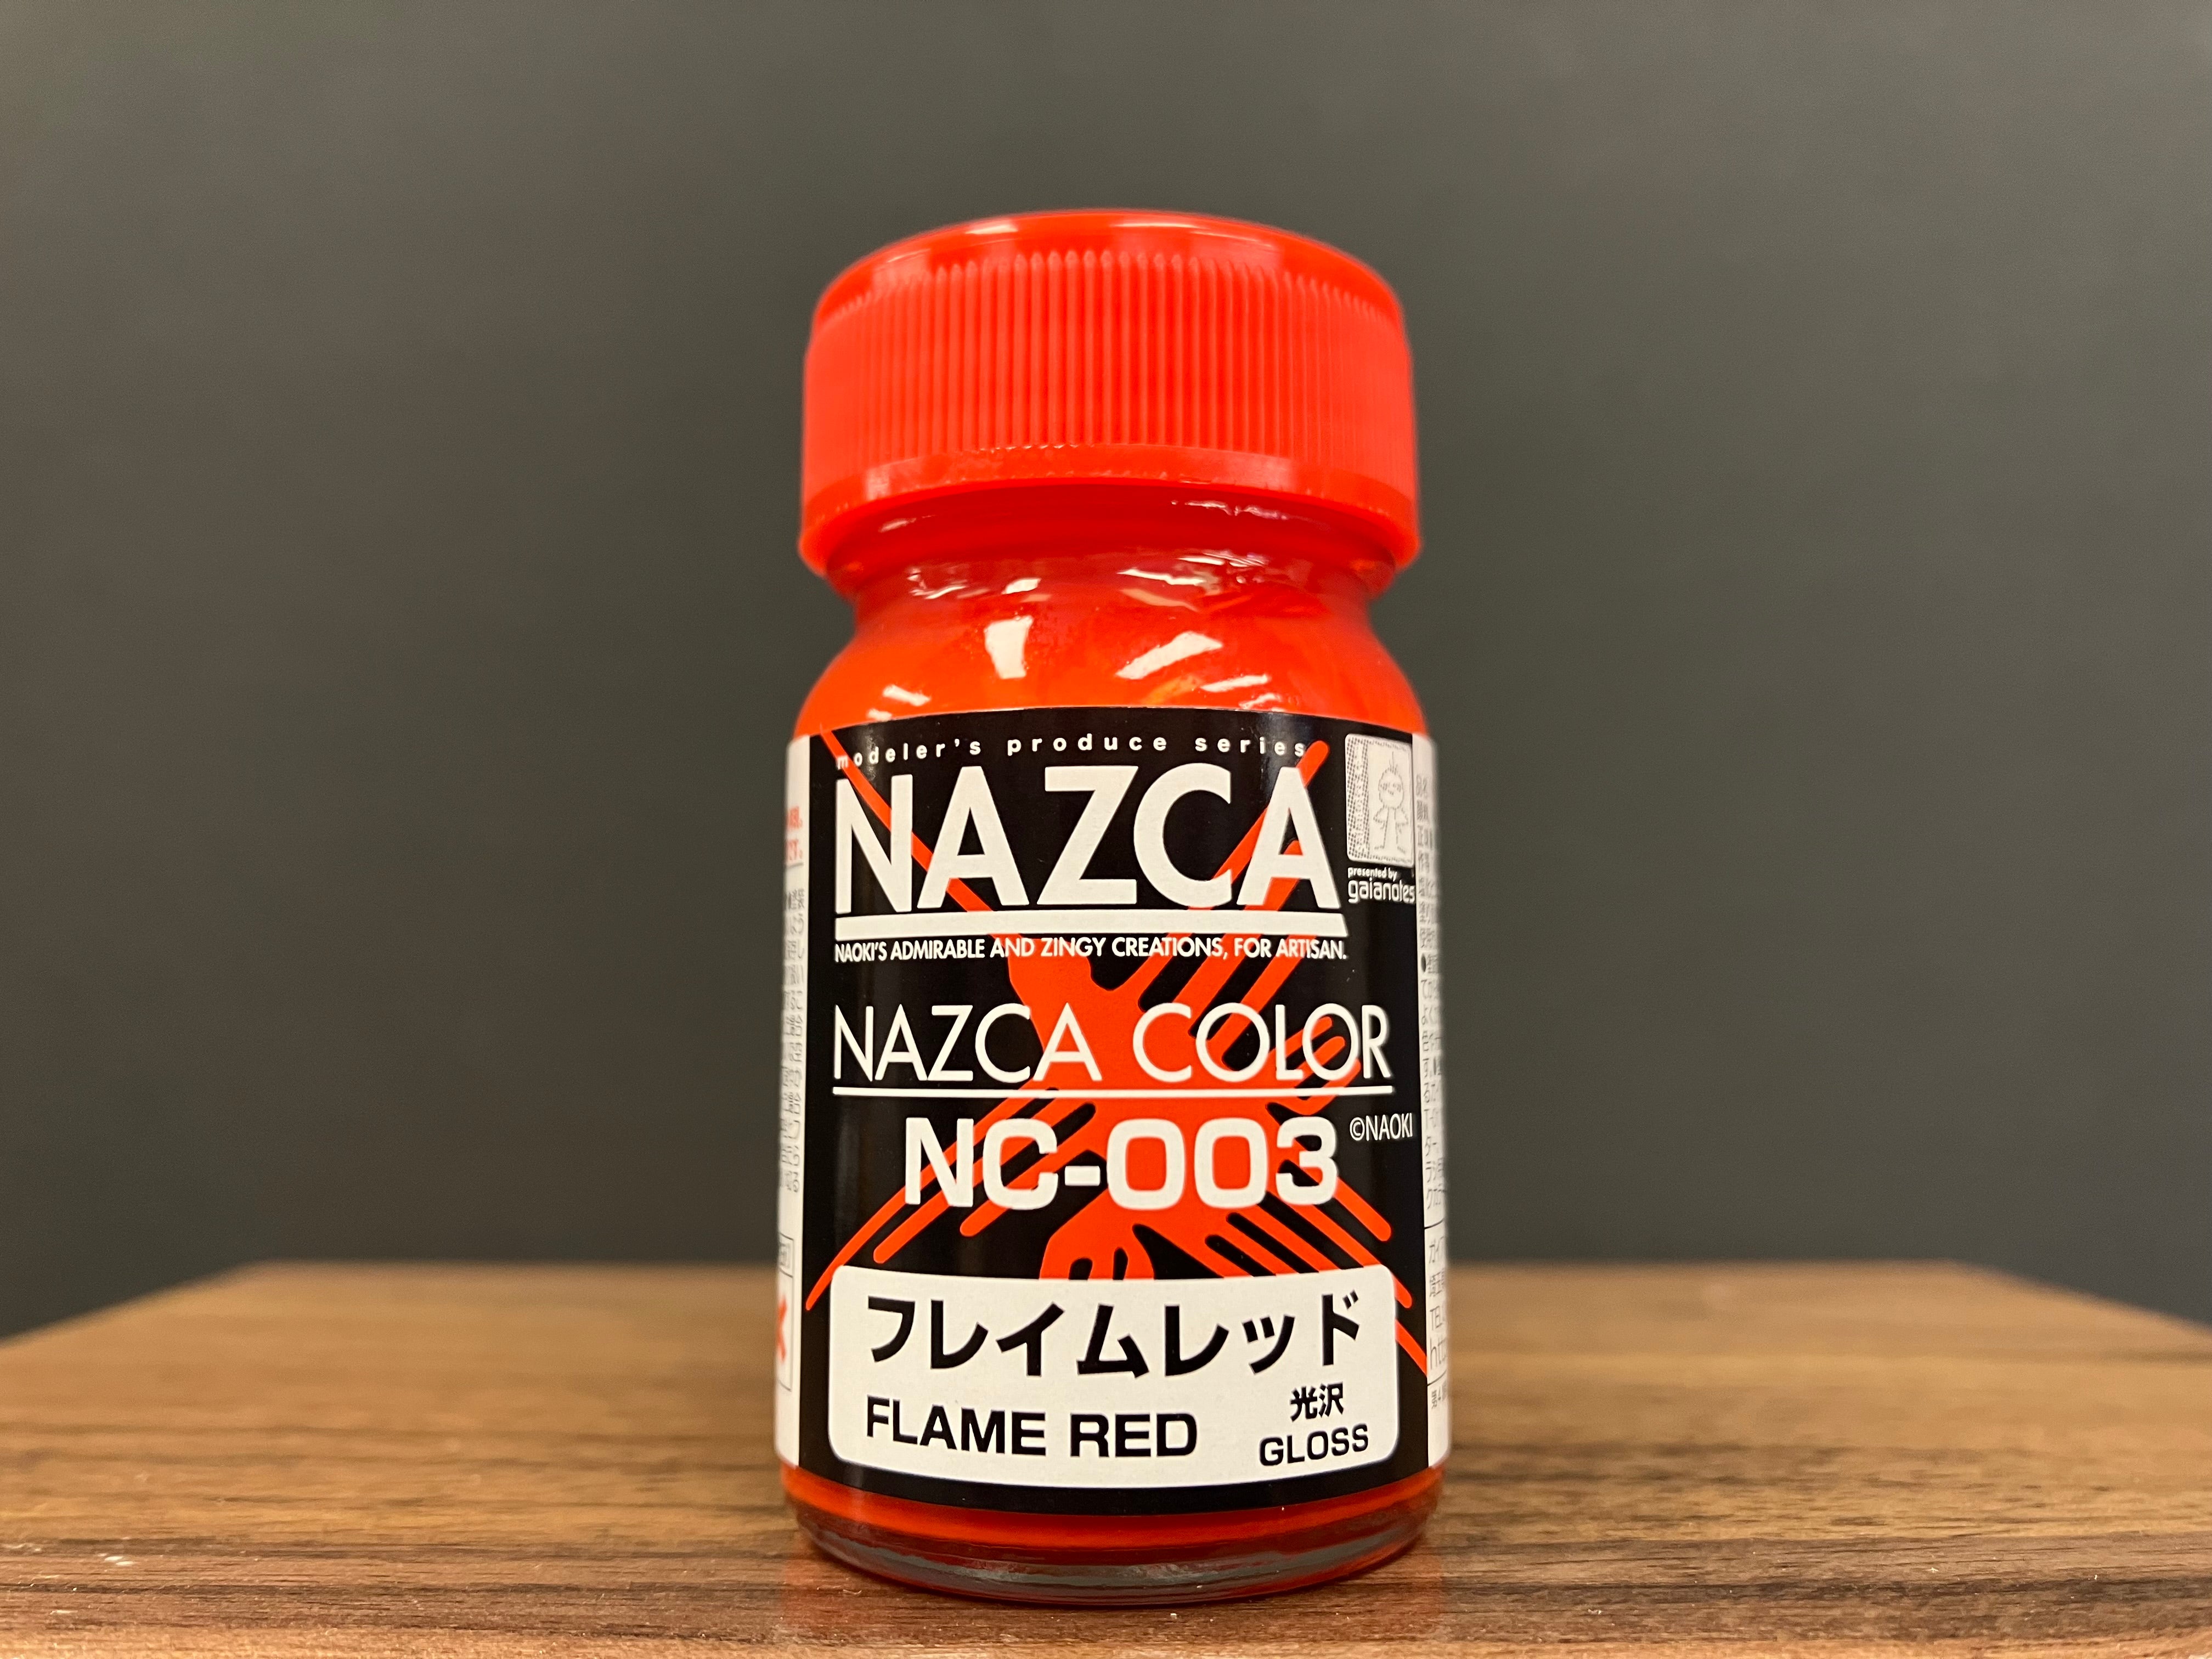 modeler's produce series
NAZCA
presented by
gaianotes
NAOKI'S ADMIRABLE AND ZINGY CREATIONS, FOR ARTISAN.
NAZCA COLOR
NC-003
©NAOKI
フレイムレッド
FLAME RED
光沢
GLOSS